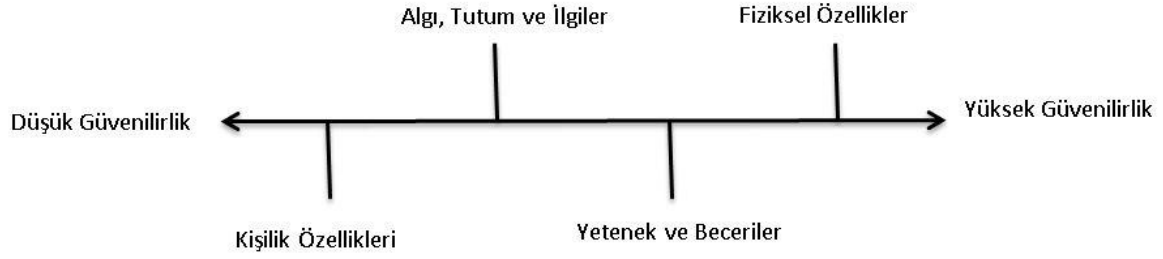 Algı, Tutum ve İlgiler
Fiziksel Özellikler
Düşük Güvenilirlik
Yüksek Güvenilirlik
Kişilik Özellikleri
Yetenek ve Beceriler